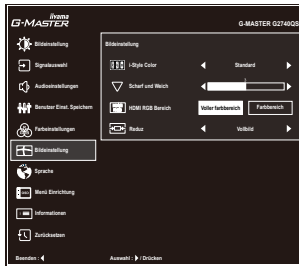 iiyama
G-MASTER
G-MASTER G2740QS
Bildeinstellung
Signalauswahl
Audioeinstellungen
Benutzer Einst. Speichern
Farbeinstellungen
Bildeinstellung
Sprache
Menü Einrichtung
Informationen
Zurücksetzen
Bildeinstellung
i-Style Color Standard
Scharf und Weich
HDMI RGB Bereich Voller farbbereich Farbbereich
Reduz Vollbild
Beenden : Auswahl : / Drücken